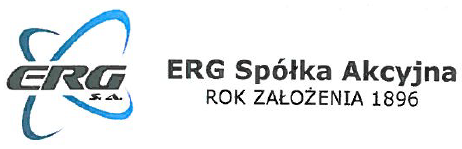 ERG S.A.
ERG Spółka Akcyjna
ROK ZAŁOŻENIA 1896